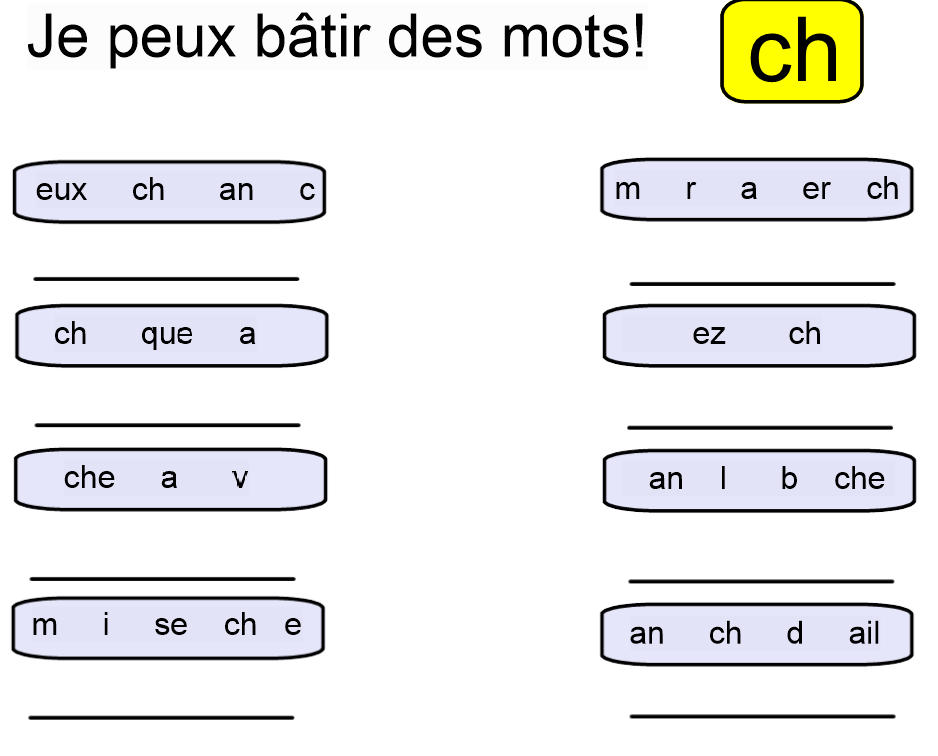 Je peux bâtir des mots! ch
eux ch an c
m r a er ch
ch que a
ez ch
che a v
an l b che
m i se ch e
an ch d ail